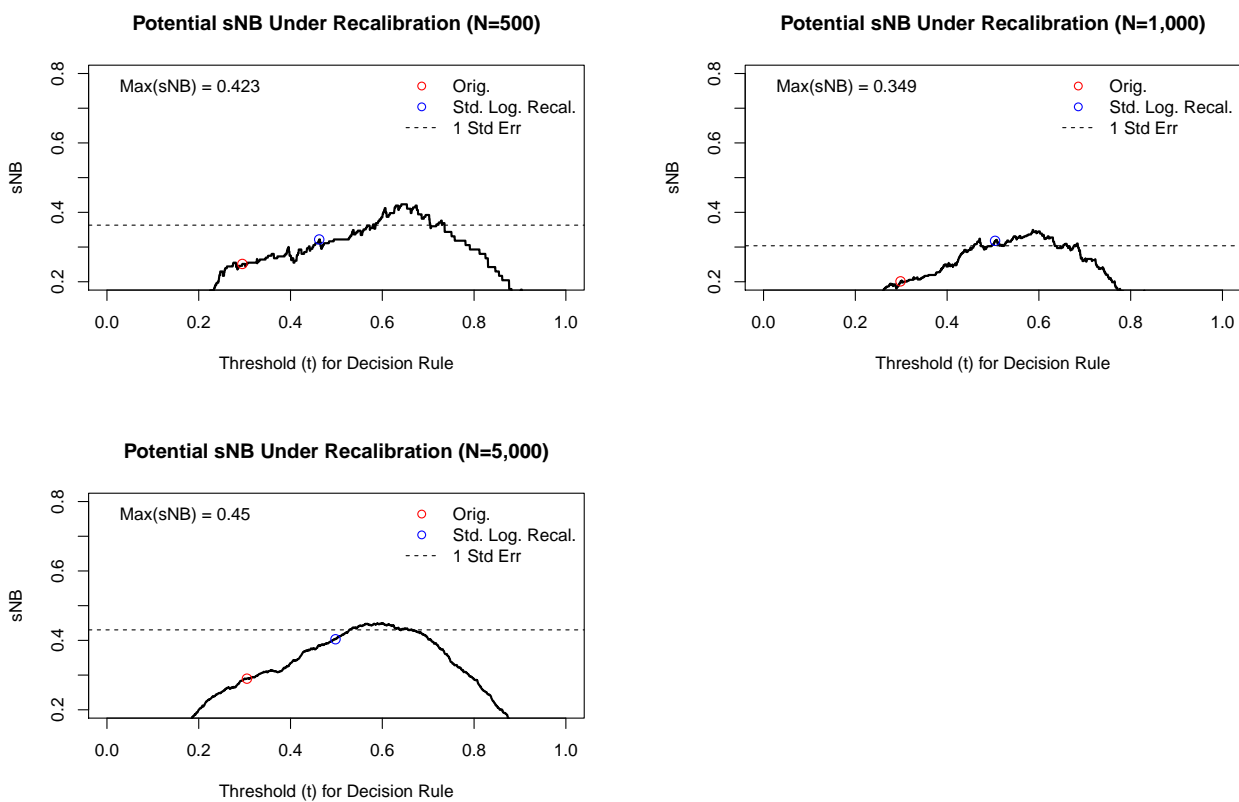 Potential sNB Under Recalibration (N=500)
Max(sNB) = 0.423
Orig.
Std. Log. Recal.
1 Std Err
sNB
0.8
0.6
0.4
0.2
0.0 0.2 0.4 0.6 0.8 1.0
Threshold (t) for Decision Rule
Potential sNB Under Recalibration (N=1,000)
Max(sNB) = 0.349
Orig.
Std. Log. Recal.
1 Std Err
sNB
0.8
0.6
0.4
0.2
0.0 0.2 0.4 0.6 0.8 1.0
Threshold (t) for Decision Rule
Potential sNB Under Recalibration (N=5,000)
Max(sNB) = 0.45
Orig.
Std. Log. Recal.
1 Std Err
sNB
0.8
0.6
0.4
0.2
0.0 0.2 0.4 0.6 0.8 1.0
Threshold (t) for Decision Rule